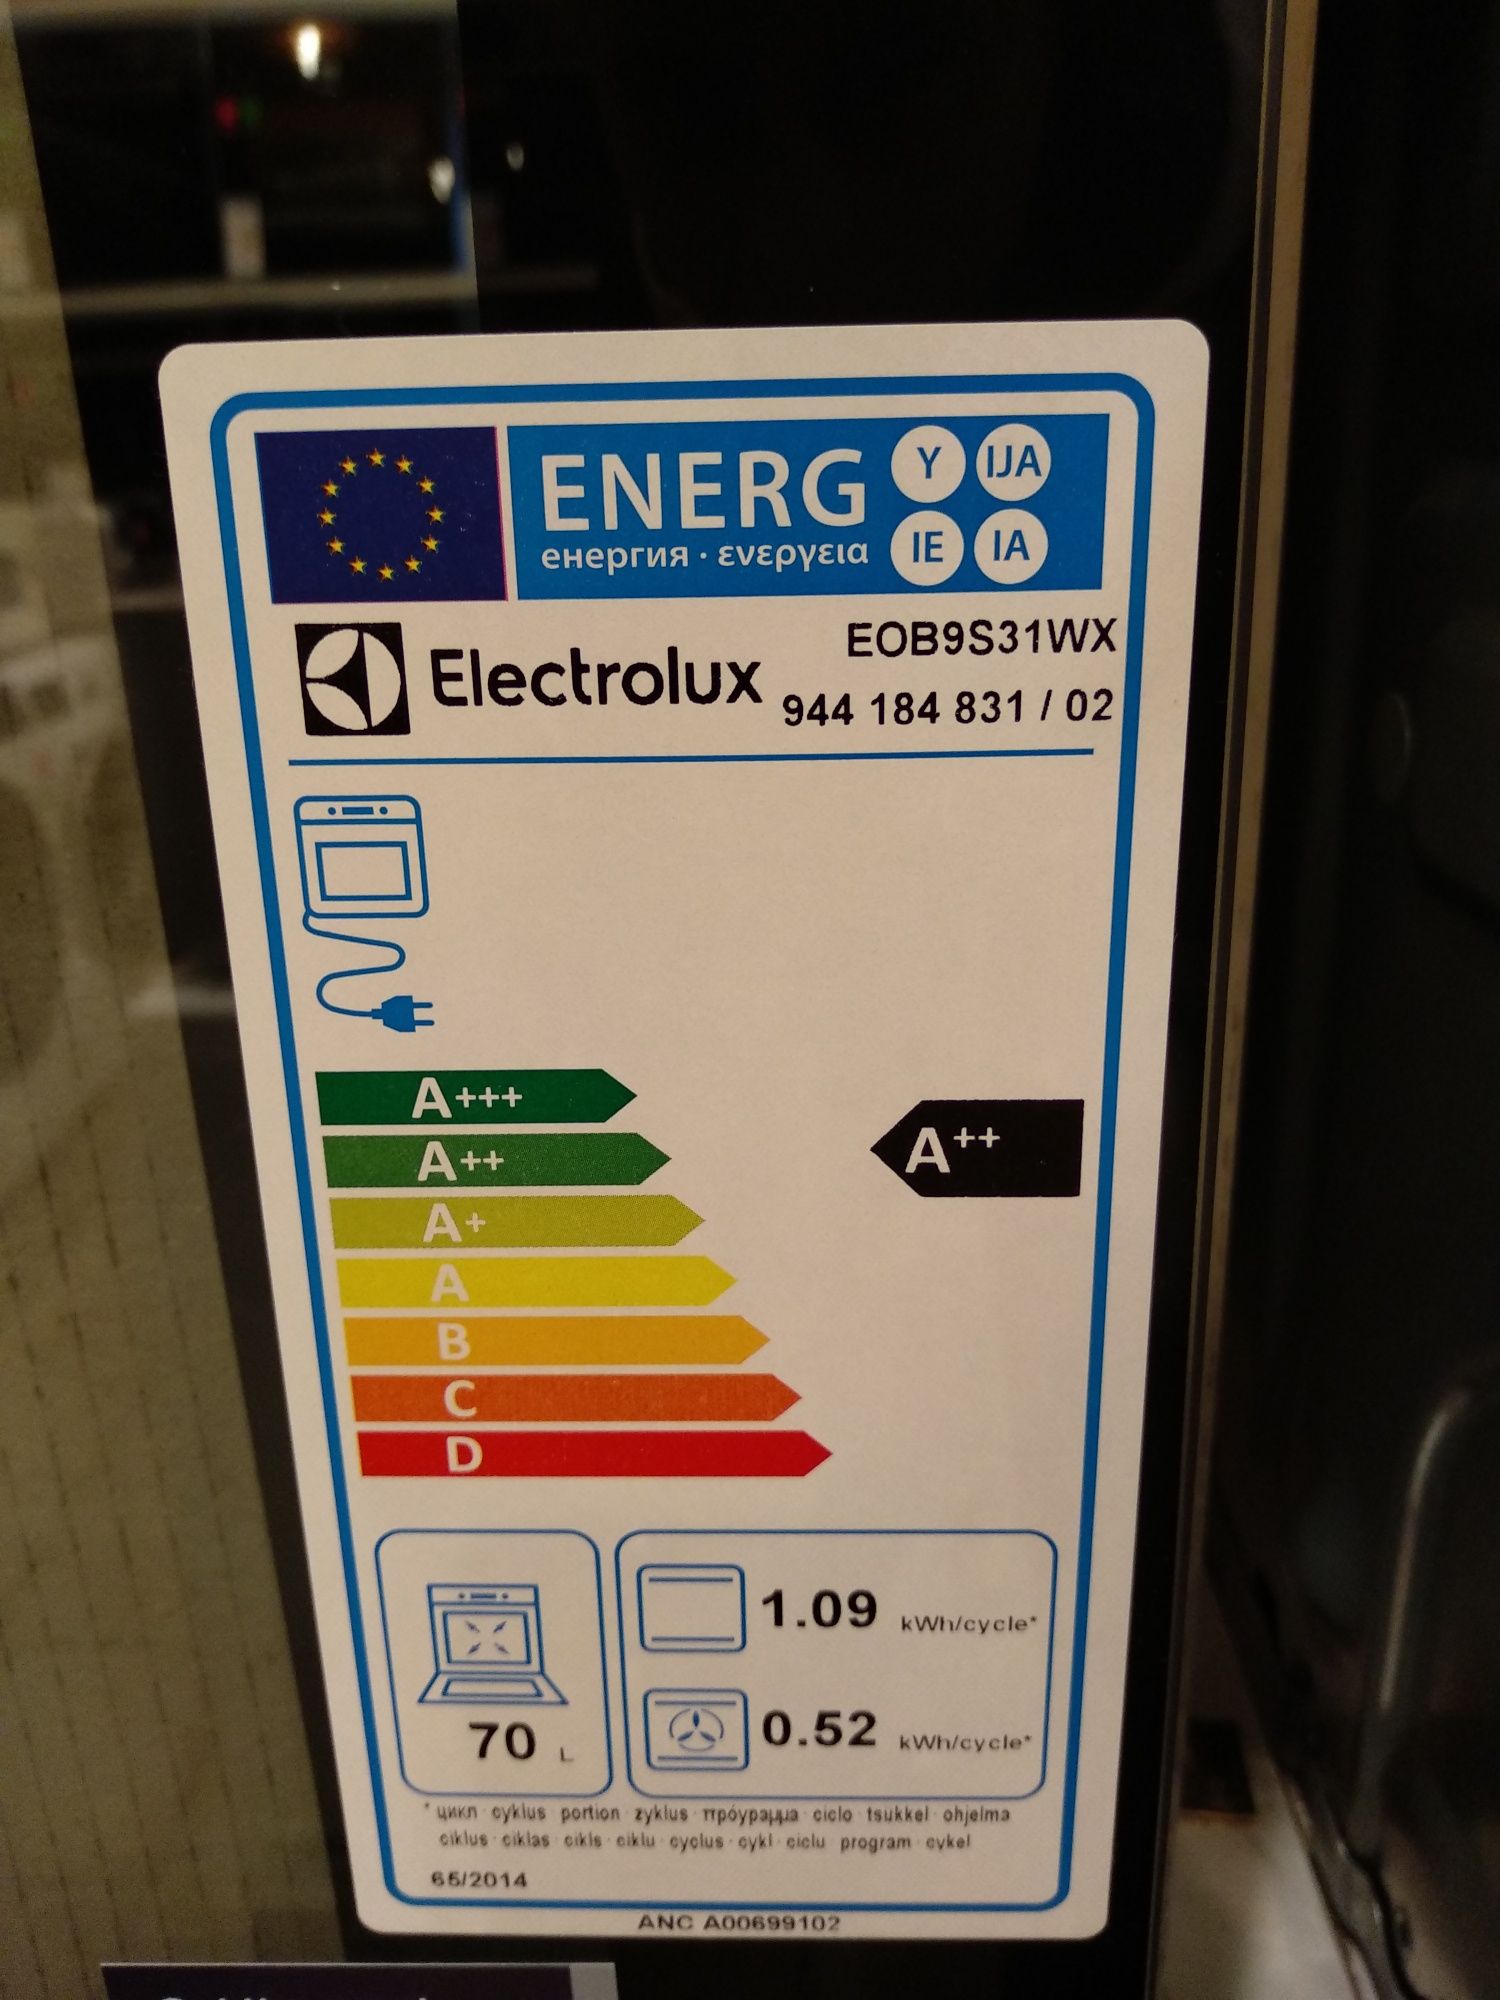 ENERG Y IJA
енергия · ενεργεια IE IA
Electrolux EOB9S31WX
944 184 831 / 02
A+++
A++
A++
A+
A
B
C
D
1.09 kWh/cycle*
70 L
0.52 kWh/cycle*
* цикл · cyklus · portion · zyklus · πρόγραμμα · ciclo · tsukkel · ohjelma
ciklus · ciklas · cikls · ciklu · cyclus · cykl · ciclu · program · cykel
65/2014
ANC A00699102